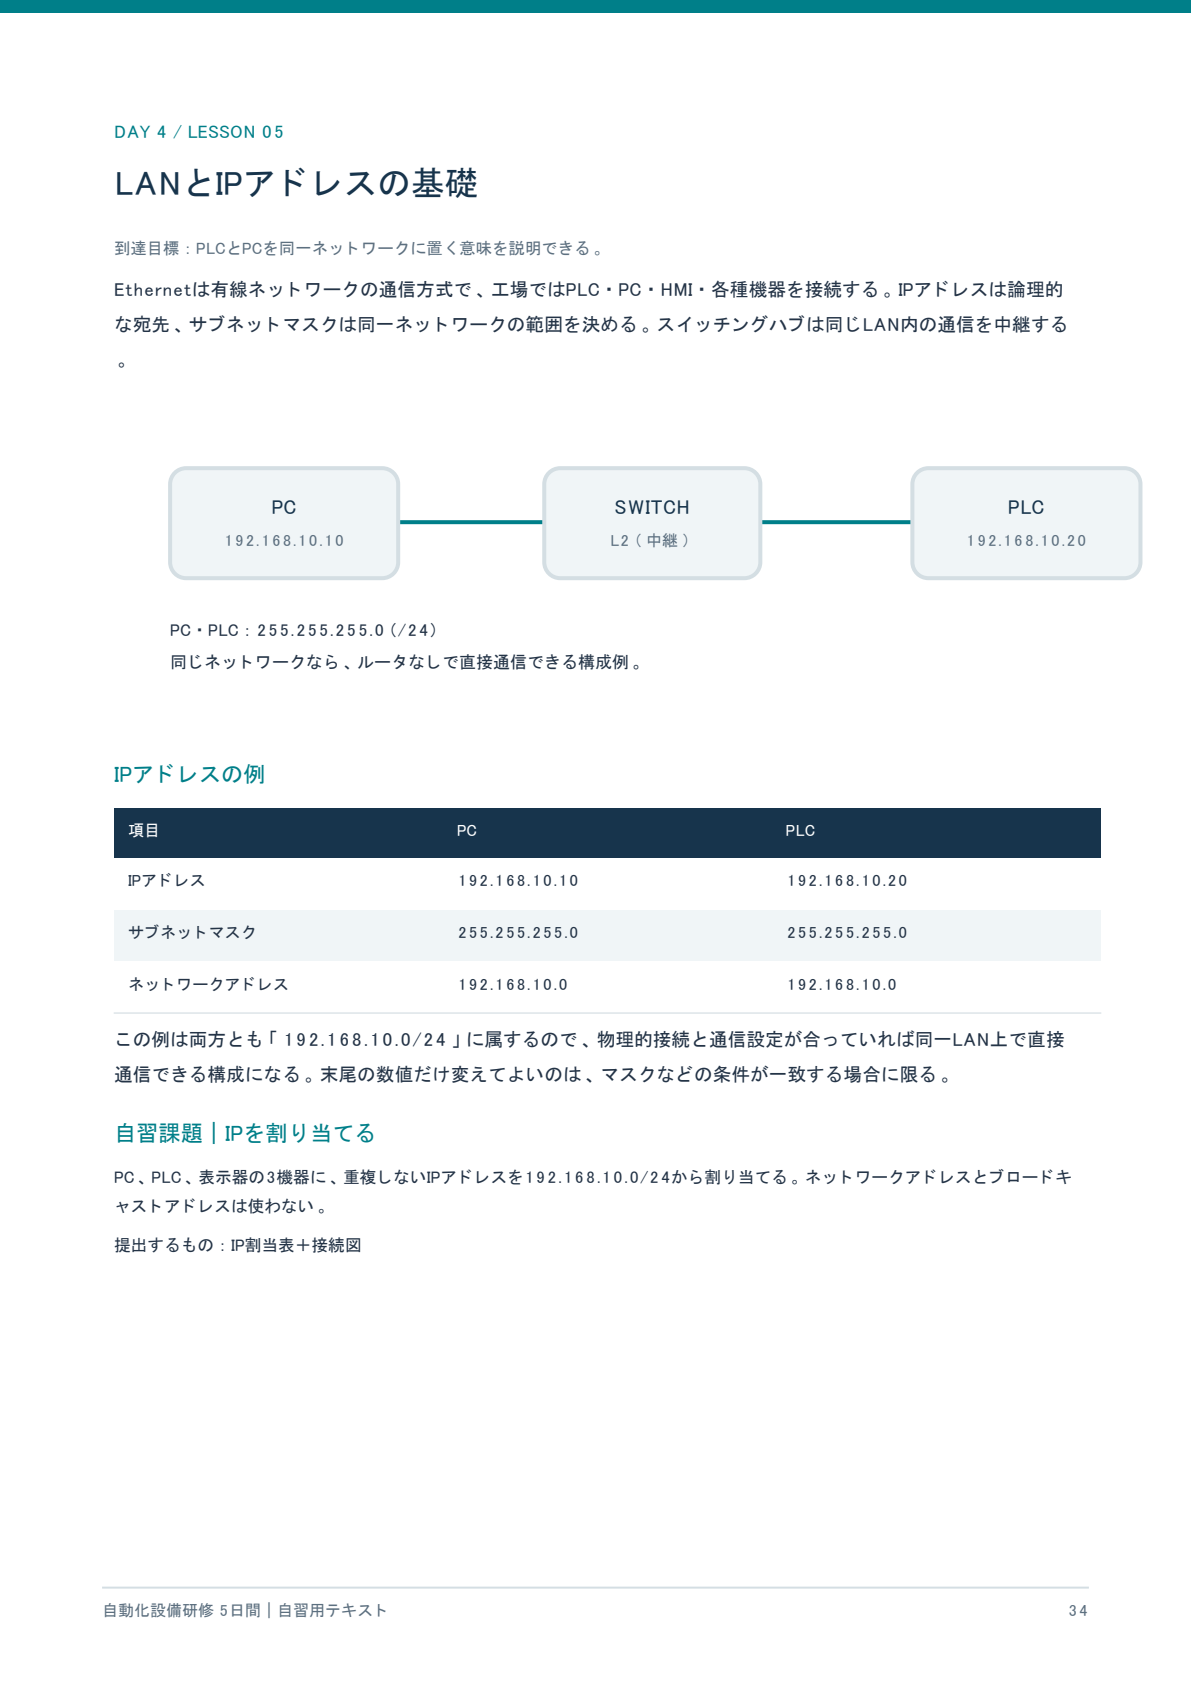 DAY 4 / LESSON 05
LANとIPアドレスの基礎
到達目標：PLCとPCを同一ネットワークに置く意味を説明できる。
Ethernetは有線ネットワークの通信方式で、工場ではPLC・PC・HMI・各種機器を接続する。IPアドレスは論理的
な宛先、サブネットマスクは同一ネットワークの範囲を決める。スイッチングハブは同じLAN内の通信を中継する
。
PC
192.168.10.10
SWITCH
L2（中継）
PLC
192.168.10.20
PC・PLC：255.255.255.0（/24）
同じネットワークなら、ルータなしで直接通信できる構成例。
IPアドレスの例
項目 PC PLC
IPアドレス 192.168.10.10 192.168.10.20
サブネットマスク 255.255.255.0 255.255.255.0
ネットワークアドレス 192.168.10.0 192.168.10.0
この例は両方とも「192.168.10.0/24」に属するので、物理的接続と通信設定が合っていれば同一LAN上で直接
通信できる構成になる。末尾の数値だけ変えてよいのは、マスクなどの条件が一致する場合に限る。
自習課題｜IPを割り当てる
PC、PLC、表示器の3機器に、重複しないIPアドレスを192.168.10.0/24から割り当てる。ネットワークアドレスとブロードキ
ャストアドレスは使わない。
提出するもの：IP割当表＋接続図
自動化設備研修 5日間｜自習用テキスト
34